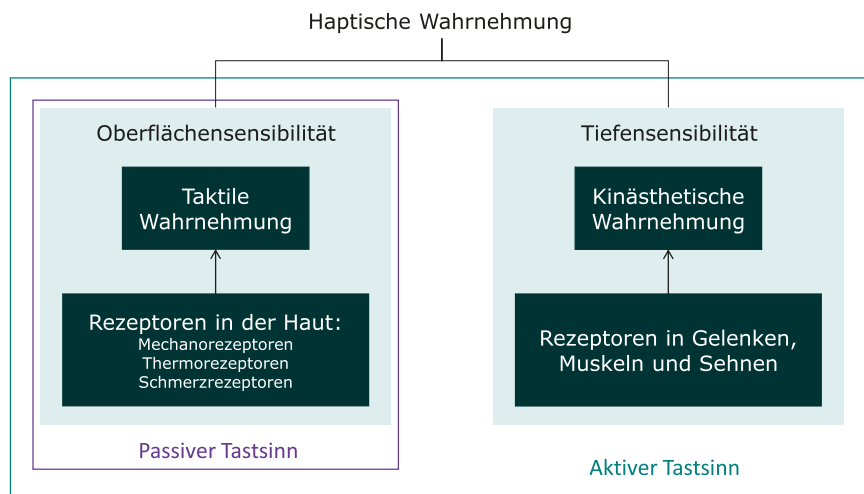 Haptische Wahrnehmung
Oberflächensensibilität
Taktile
Wahrnehmung
Rezeptoren in der Haut:
Mechanorezeptoren
Thermorezeptoren
Schmerzrezeptoren
Passiver Tastsinn
Tiefensensibilität
Kinästhetische
Wahrnehmung
Rezeptoren in Gelenken,
Muskeln und Sehnen
Aktiver Tastsinn